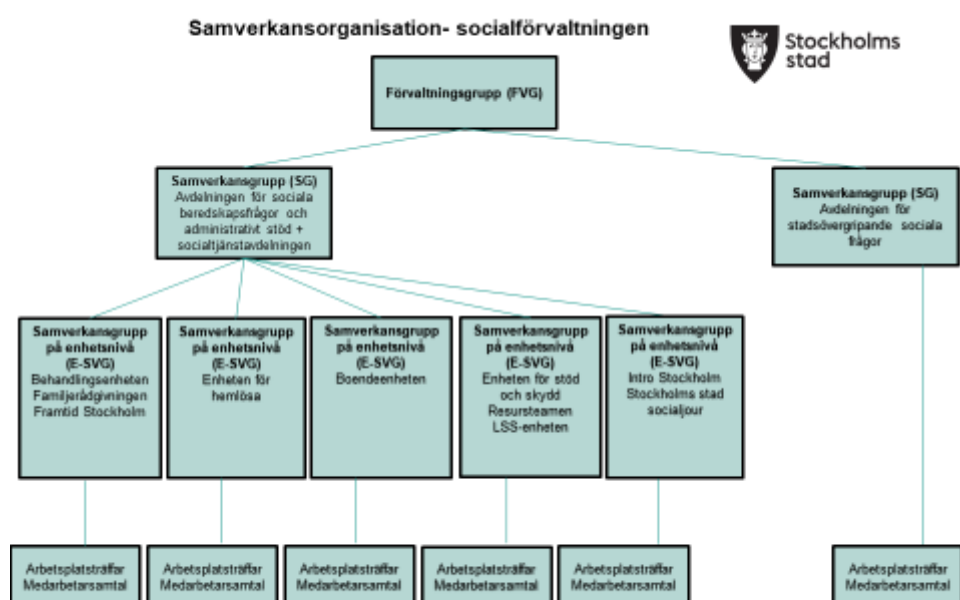 Samverkansorganisation- socialförvaltningen
Stockholms
stad
Förvaltningsgrupp (FVG)
Samverkansgrupp (SG)
Avdelningen för sociala
beredskapsfrågor och
administrativt stöd +
socialtjänstavdelningen
Samverkansgrupp (SG)
Avdelningen för
stadsövergripande sociala
frågor
Samverkansgrupp
på enhetsnivå
(E-SVG)
Behandlingsenheten
Familjerådgivningen
Framtid Stockholm
Samverkansgrupp
på enhetsnivå
(E-SVG)
Enheten för
hemlösa
Samverkansgrupp
på enhetsnivå
(E-SVG)
Boendeenheten
Samverkansgrupp
på enhetsnivå
(E-SVG)
Enheten för stöd
och skydd
Resursteamen
LSS-enheten
Samverkansgrupp
på enhetsnivå
(E-SVG)
Intro Stockholm
Stockholms stad
socialjour
Arbetsplatsträffar
Medarbetarsamtal
Arbetsplatsträffar
Medarbetarsamtal
Arbetsplatsträffar
Medarbetarsamtal
Arbetsplatsträffar
Medarbetarsamtal
Arbetsplatsträffar
Medarbetarsamtal
Arbetsplatsträffar
Medarbetarsamtal